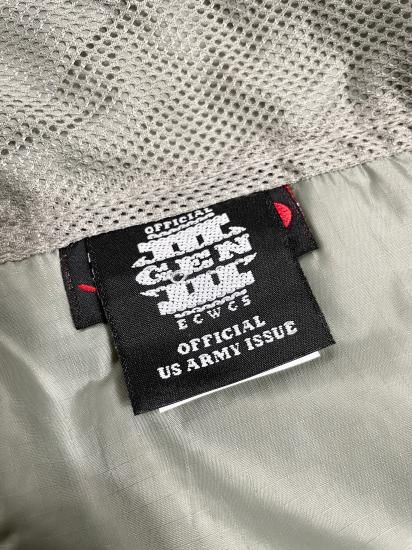 OFFICIAL
III
GEN
III
ECWCS
OFFICIAL
US ARMY ISSUE